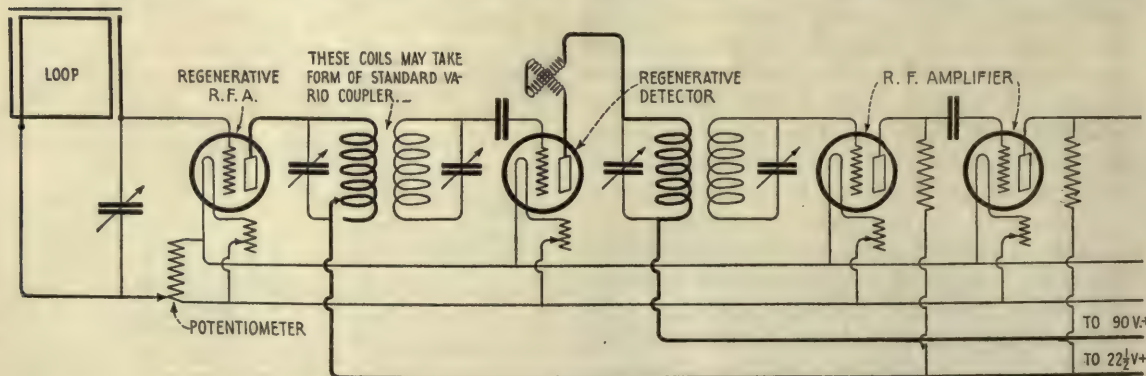 LOOP
REGENERATIVE
R.F.A.
THESE COILS MAY TAKE
FORM OF STANDARD VA-
RIO COUPLER
REGENERATIVE
DETECTOR
R.F. AMPLIFIER
POTENTIOMETER
TO 90 V.+
TO 22½V+